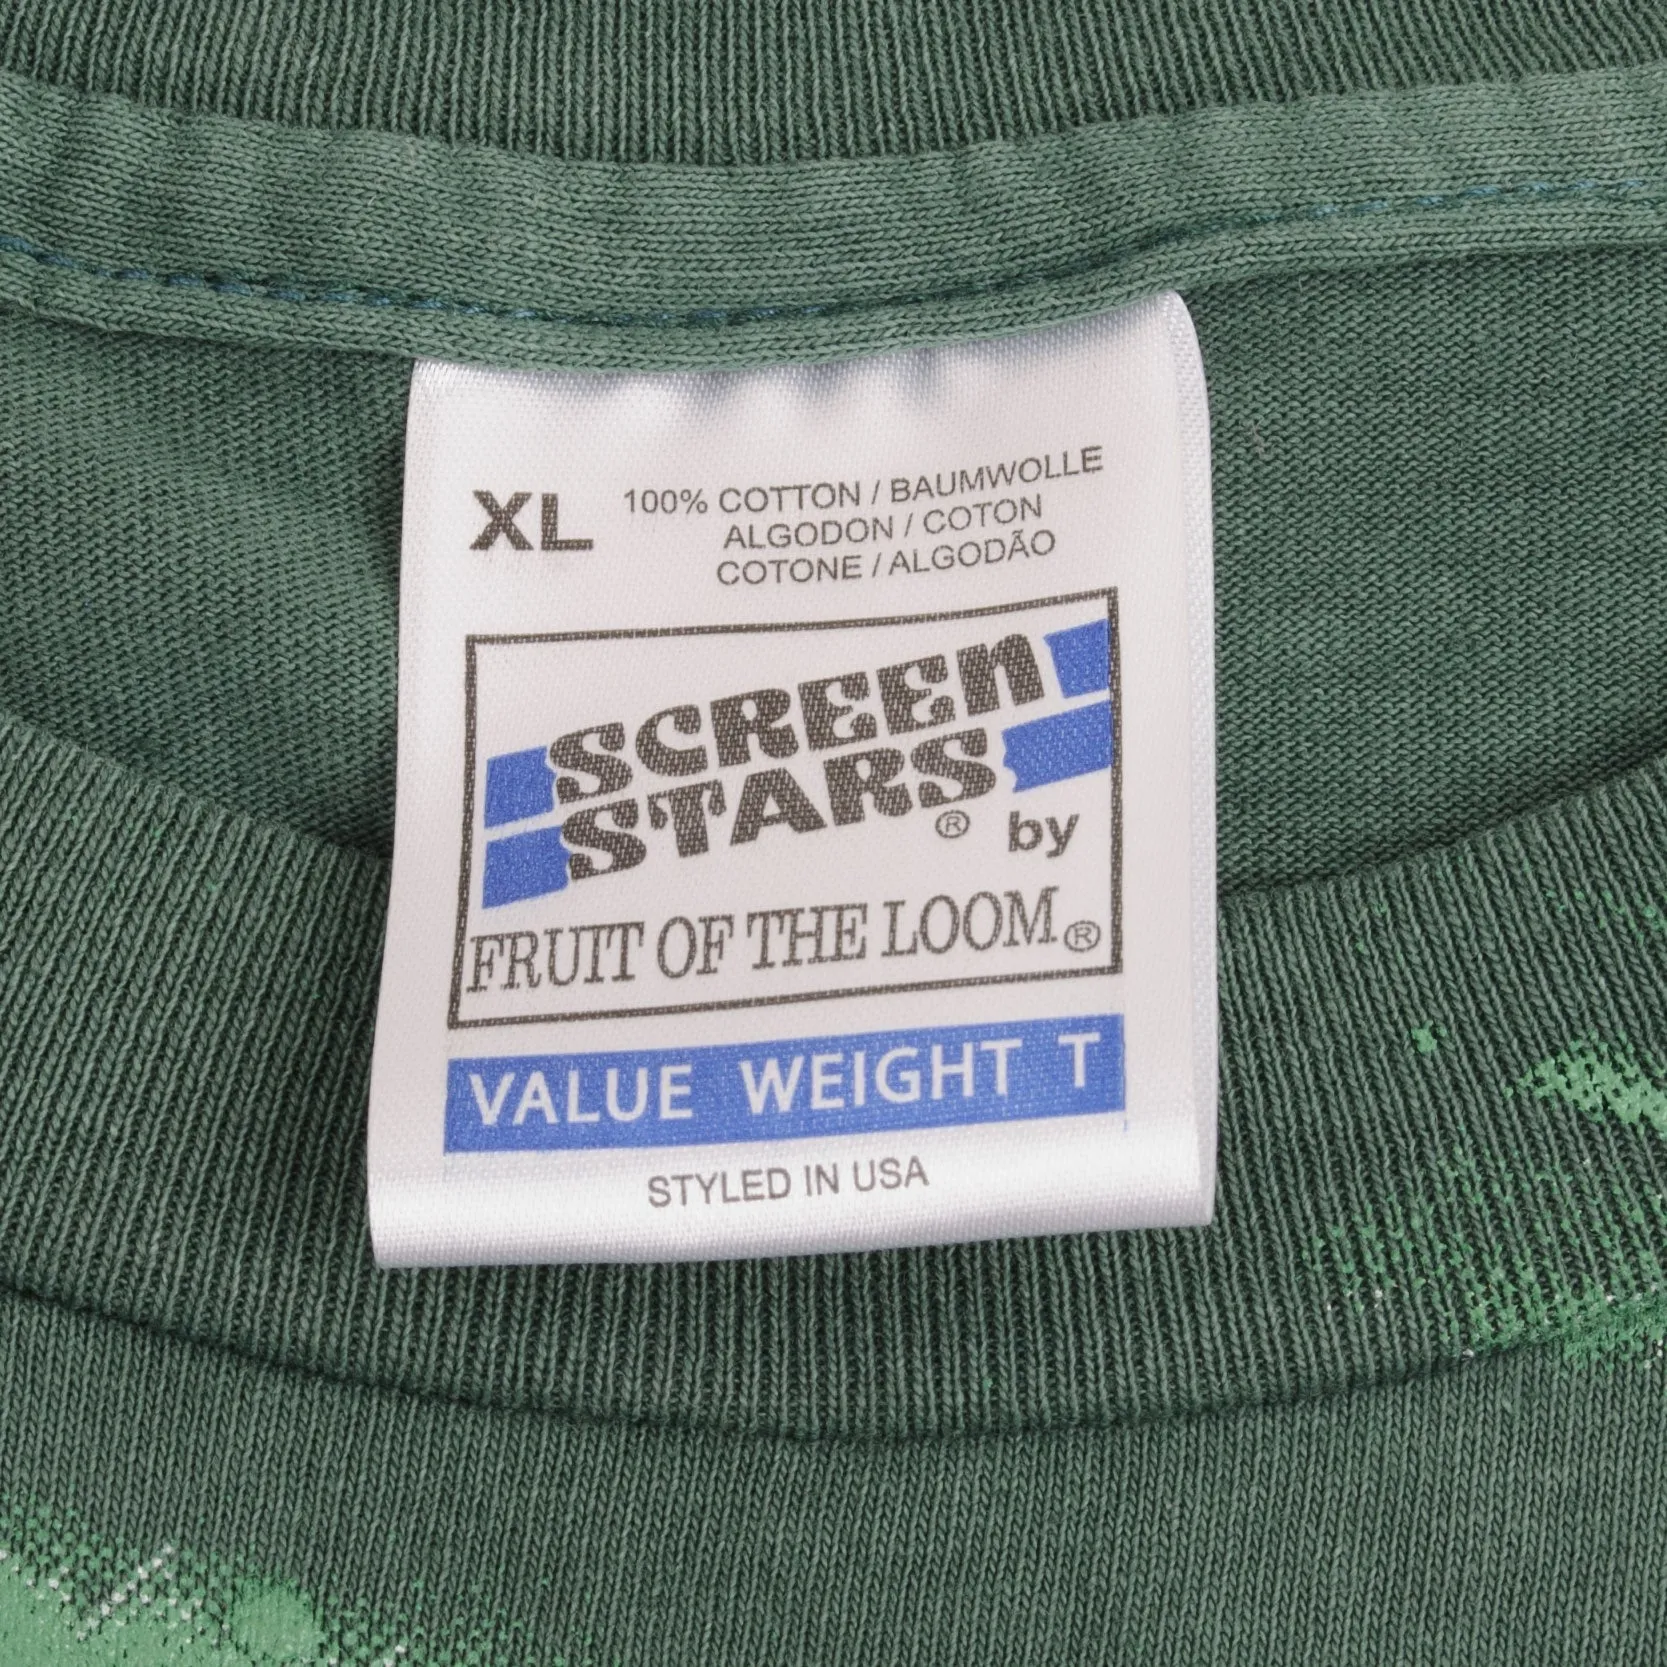 XL
100% COTTON / BAUMWOLLE
ALGODON / COTON
COTONE / ALGODÃO
SCREEN
STARS® by
FRUIT OF THE LOOM®
VALUE WEIGHT T
STYLED IN USA